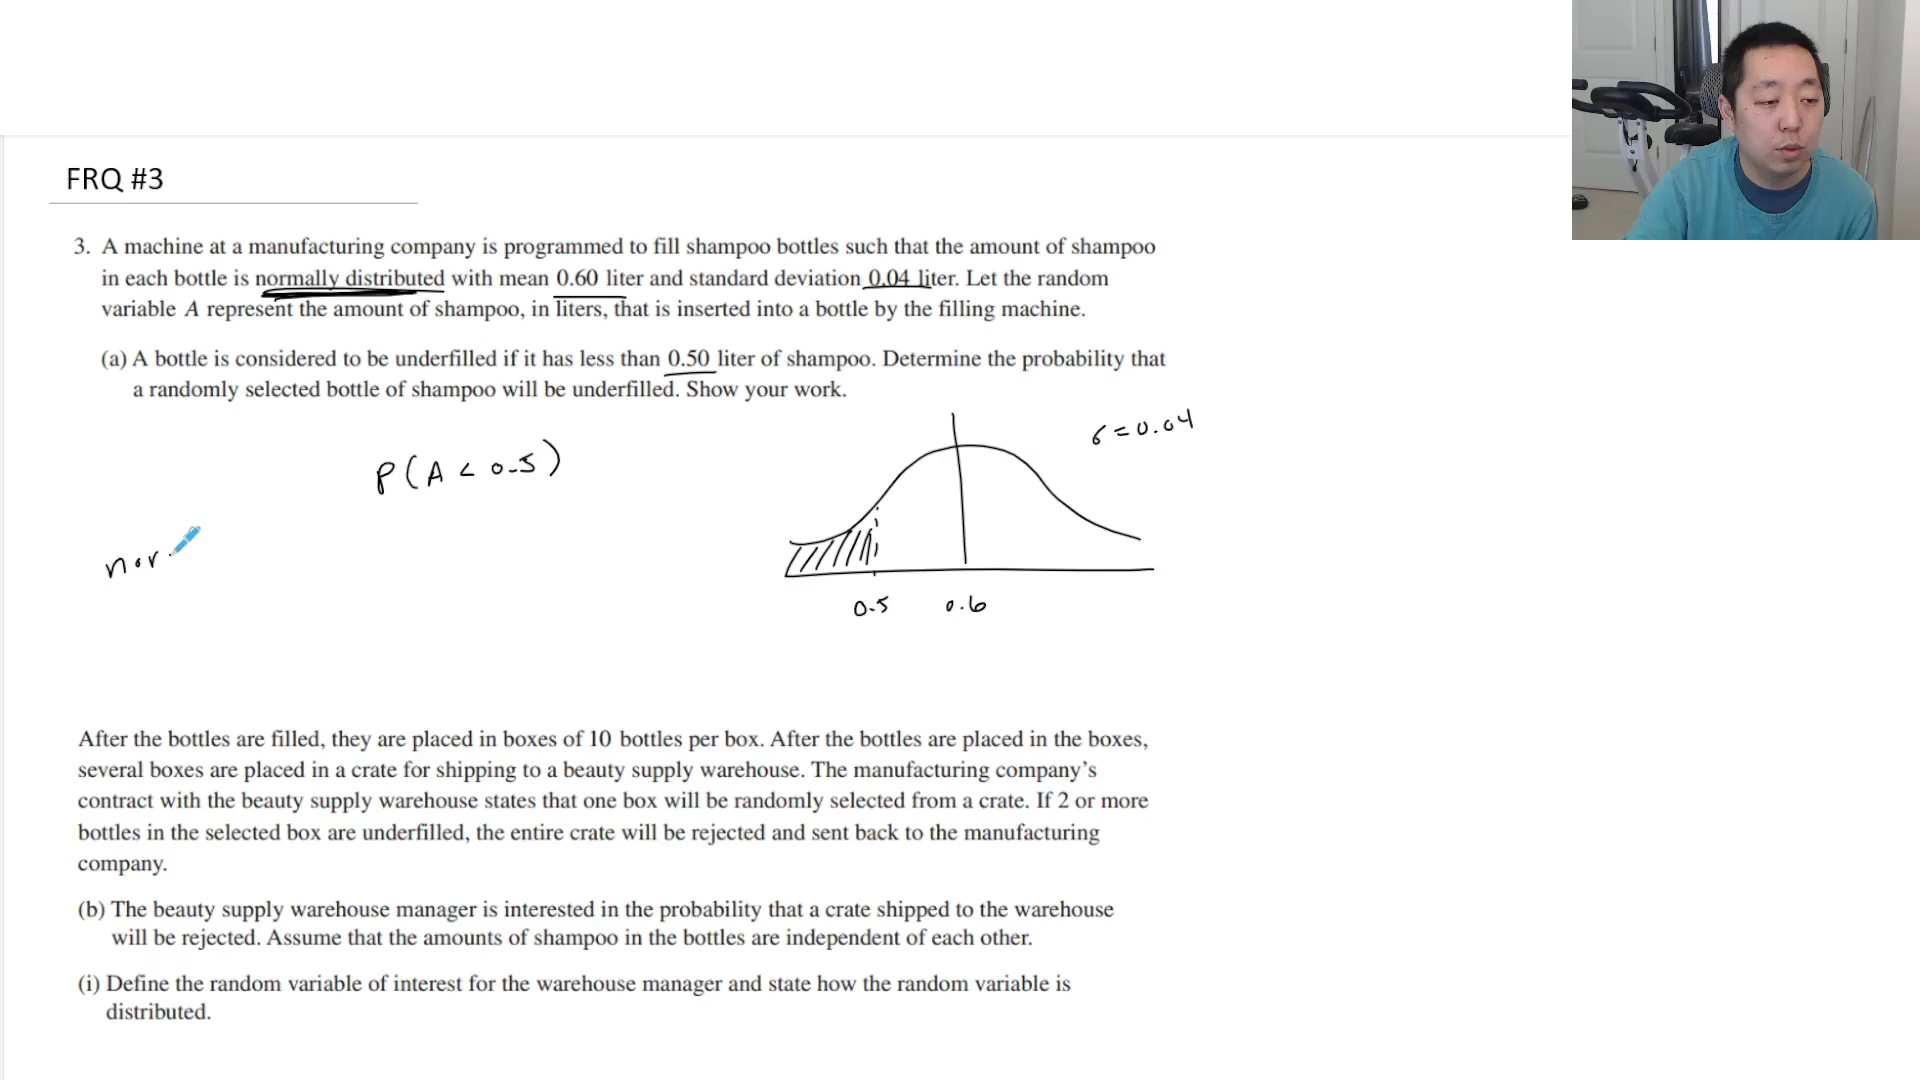 FRQ #3
3. A machine at a manufacturing company is programmed to fill shampoo bottles such that the amount of shampoo
in each bottle is normally distributed with mean 0.60 liter and standard deviation 0.04 liter. Let the random
variable A represent the amount of shampoo, in liters, that is inserted into a bottle by the filling machine.
(a) A bottle is considered to be underfilled if it has less than 0.50 liter of shampoo. Determine the probability that
a randomly selected bottle of shampoo will be underfilled. Show your work.
σ = 0.04
P(A < 0.5)
nor
0.5 0.6
After the bottles are filled, they are placed in boxes of 10 bottles per box. After the bottles are placed in the boxes,
several boxes are placed in a crate for shipping to a beauty supply warehouse. The manufacturing company’s
contract with the beauty supply warehouse states that one box will be randomly selected from a crate. If 2 or more
bottles in the selected box are underfilled, the entire crate will be rejected and sent back to the manufacturing
company.
(b) The beauty supply warehouse manager is interested in the probability that a crate shipped to the warehouse
will be rejected. Assume that the amounts of shampoo in the bottles are independent of each other.
(i) Define the random variable of interest for the warehouse manager and state how the random variable is
distributed.